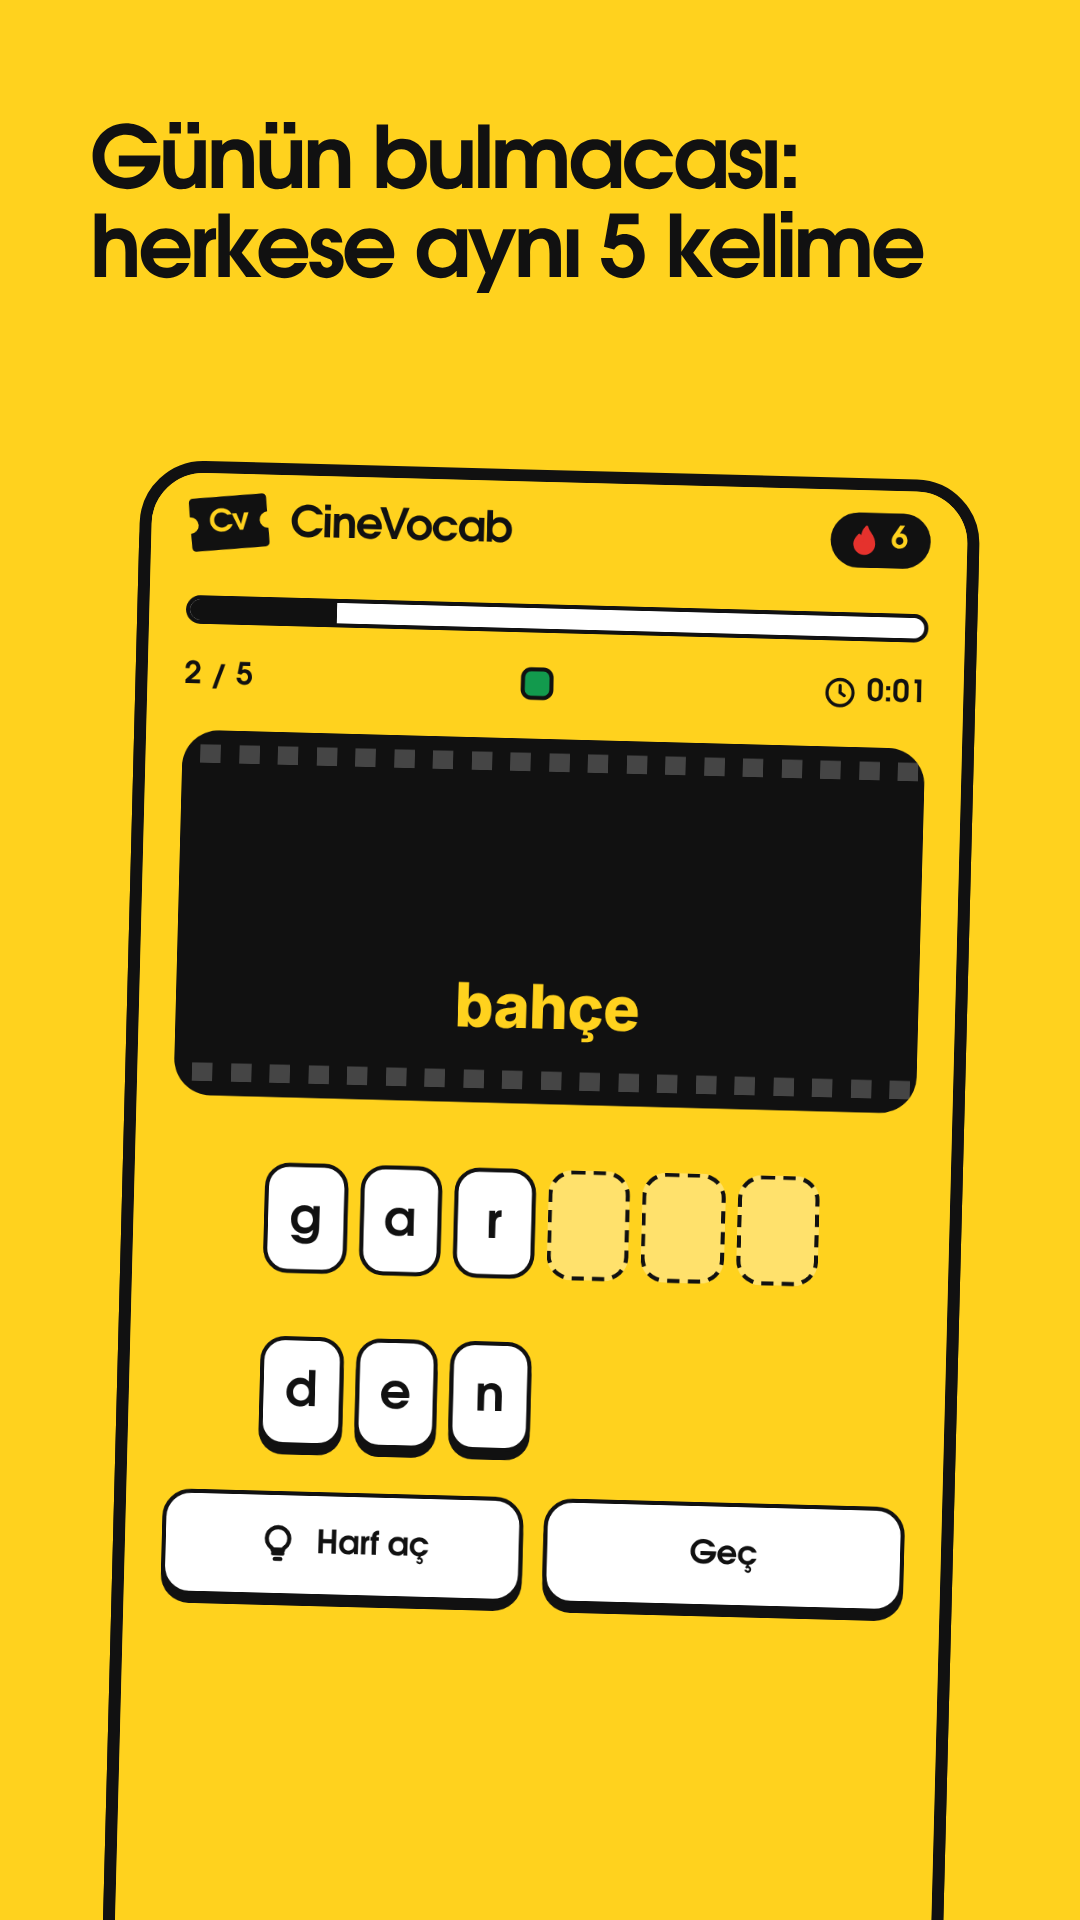 Günün bulmacası:
herkese aynı 5 kelime
Cv CineVocab 6
2 / 5 0:01
bahçe
g a r
d e n
Harf aç Geç